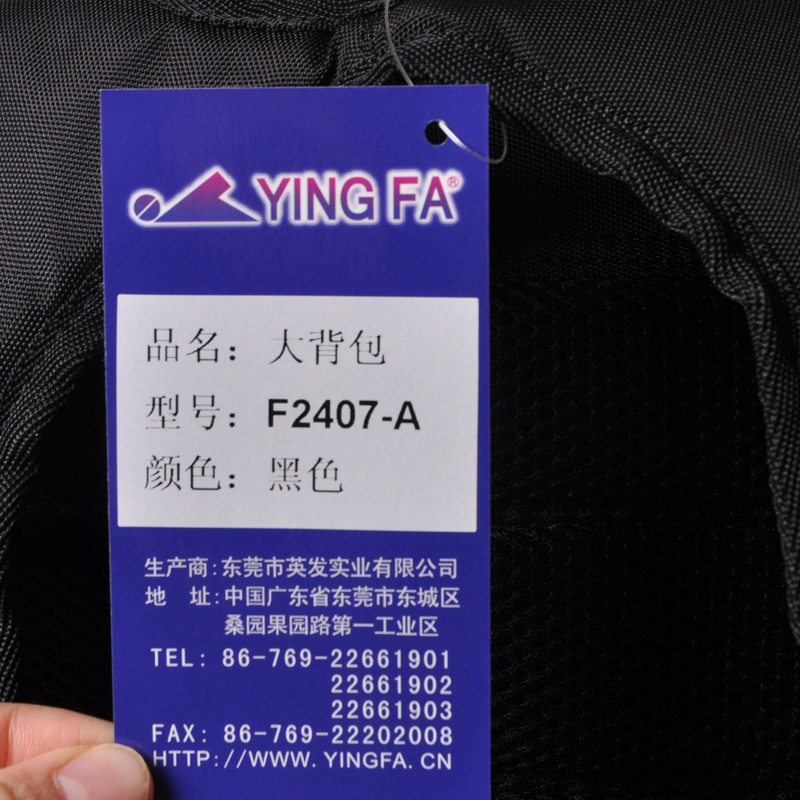 YING FA®
品名：大背包
型号：F2407-A
颜色：黑色
生产商：东莞市英发实业有限公司
地 址：中国广东省东莞市东城区
桑园果园路第一工业区
TEL: 86-769-22661901
22661902
22661903
FAX: 86-769-22202008
HTTP://WWW.YINGFA.CN